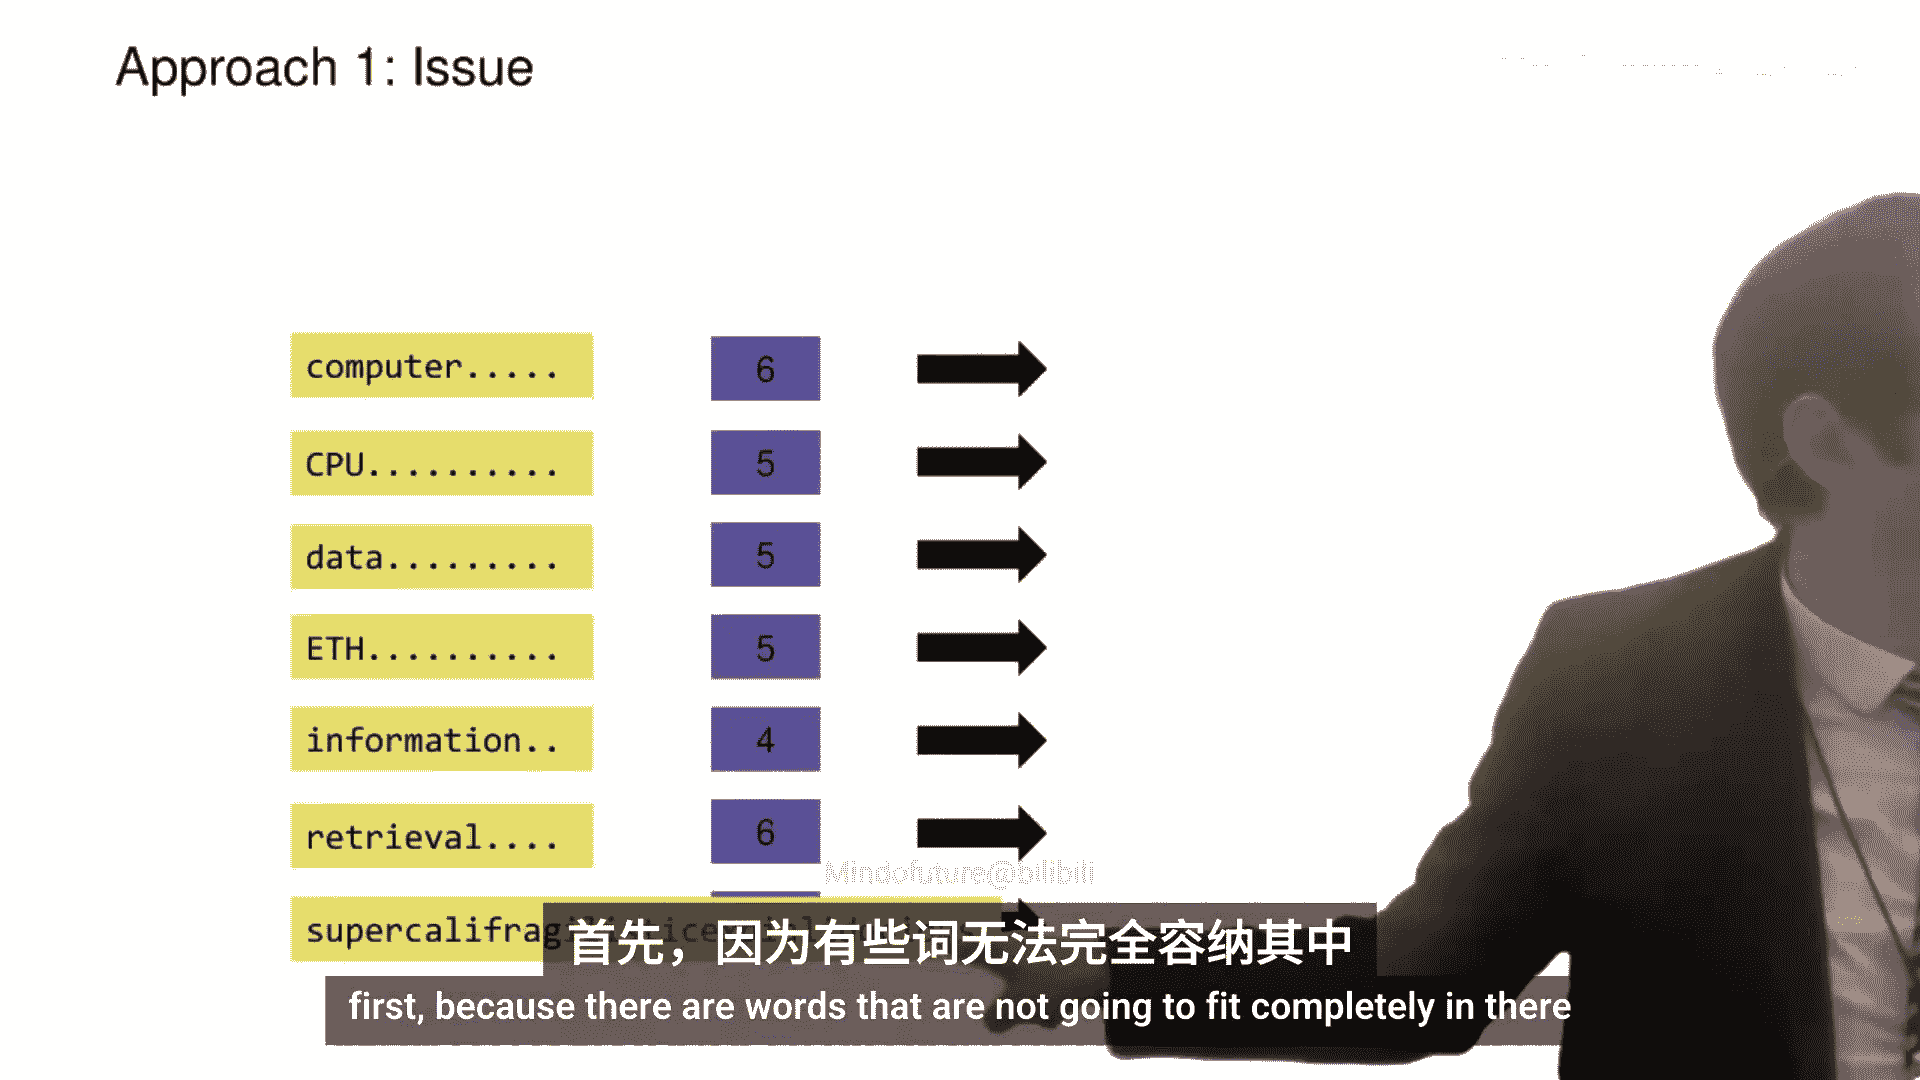 Approach 1: Issue
computer..... 6
CPU.......... 5
data......... 5
ETH.......... 5
information.. 4
retrieval.... 6
Mindofuture@bilibili
首先，因为有些词无法完全容纳其中
first, because there are words that are not going to fit completely in there